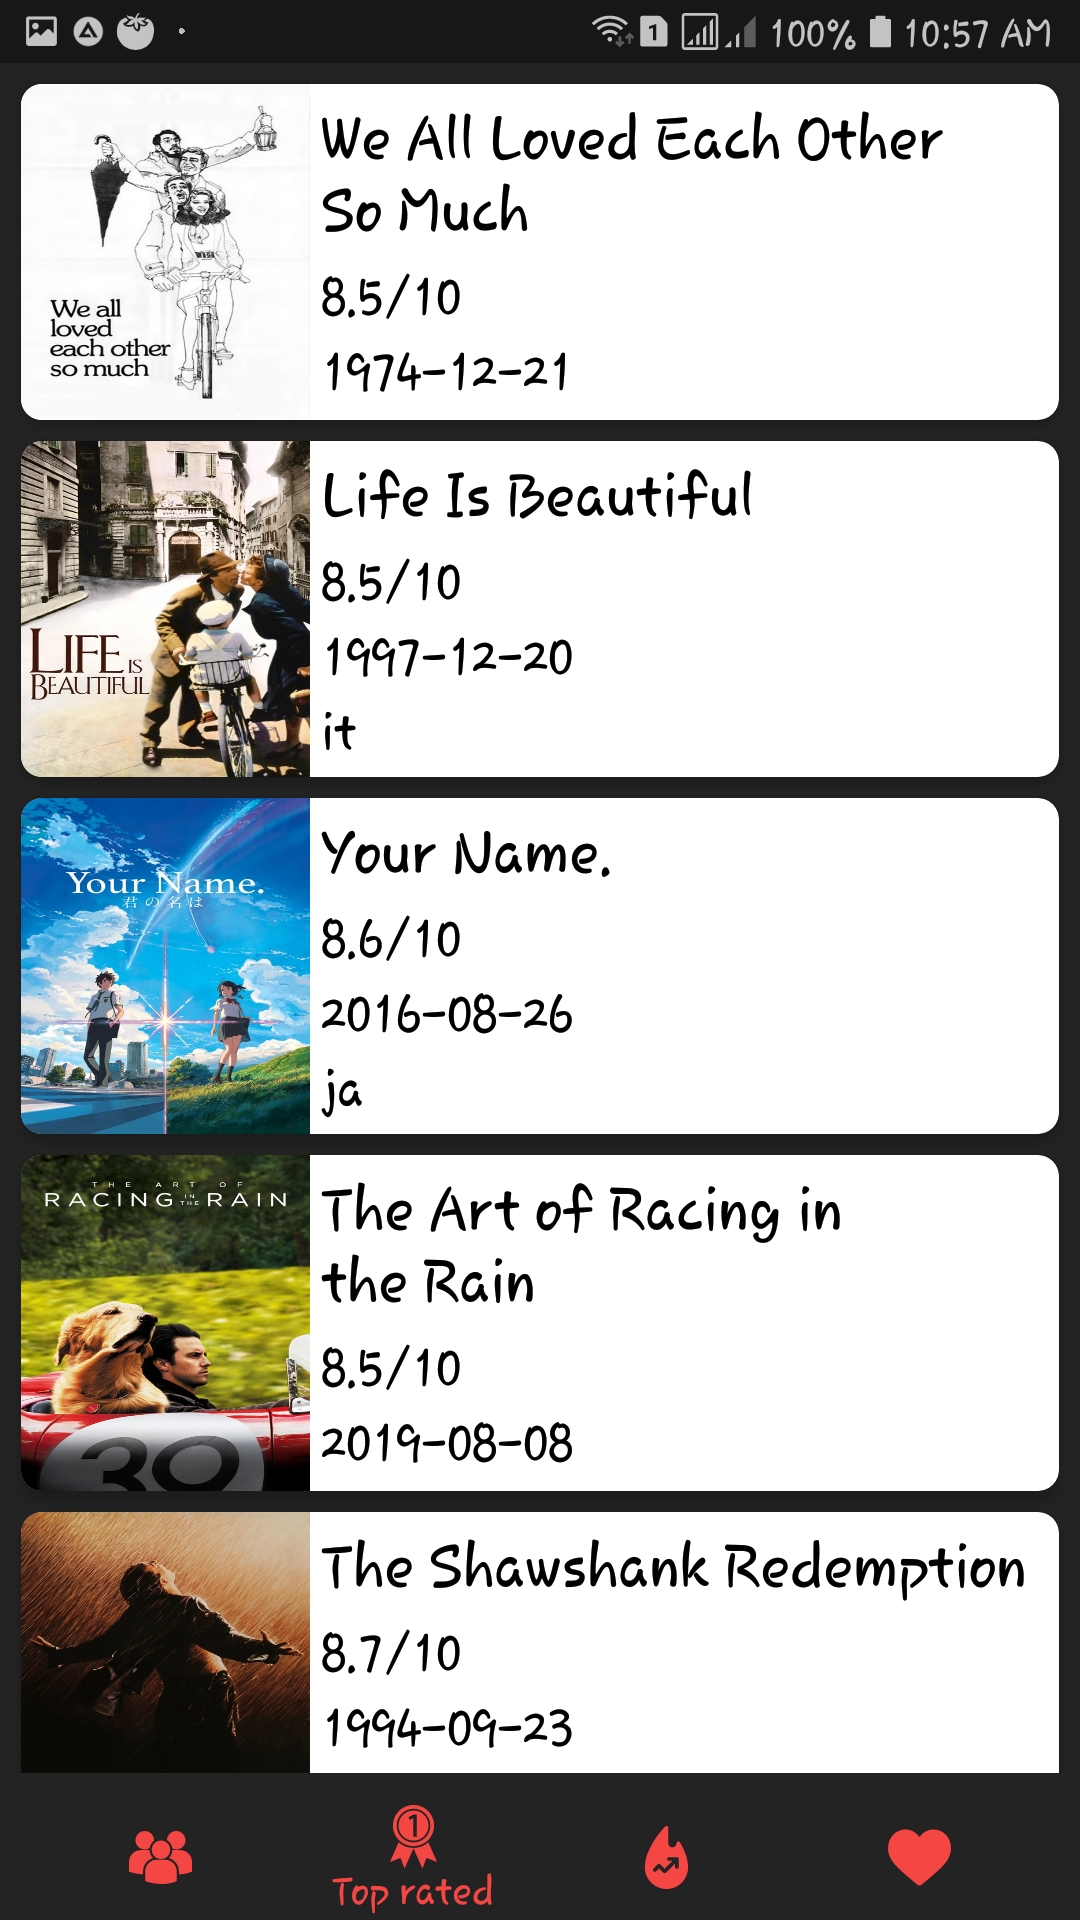 100% 10:57 AM
We All Loved Each Other
So Much
8.5/10
1974-12-21
We all
loved
each other
so much
Life Is Beautiful
8.5/10
1997-12-20
it
LIFE IS
BEAUTIFUL
Your Name.
8.6/10
2016-08-26
ja
Your Name.
君の名は
The Art of Racing in
the Rain
8.5/10
2019-08-08
THE ART OF
RACING IN THE RAIN
39
The Shawshank Redemption
8.7/10
1994-09-23
1
Top rated